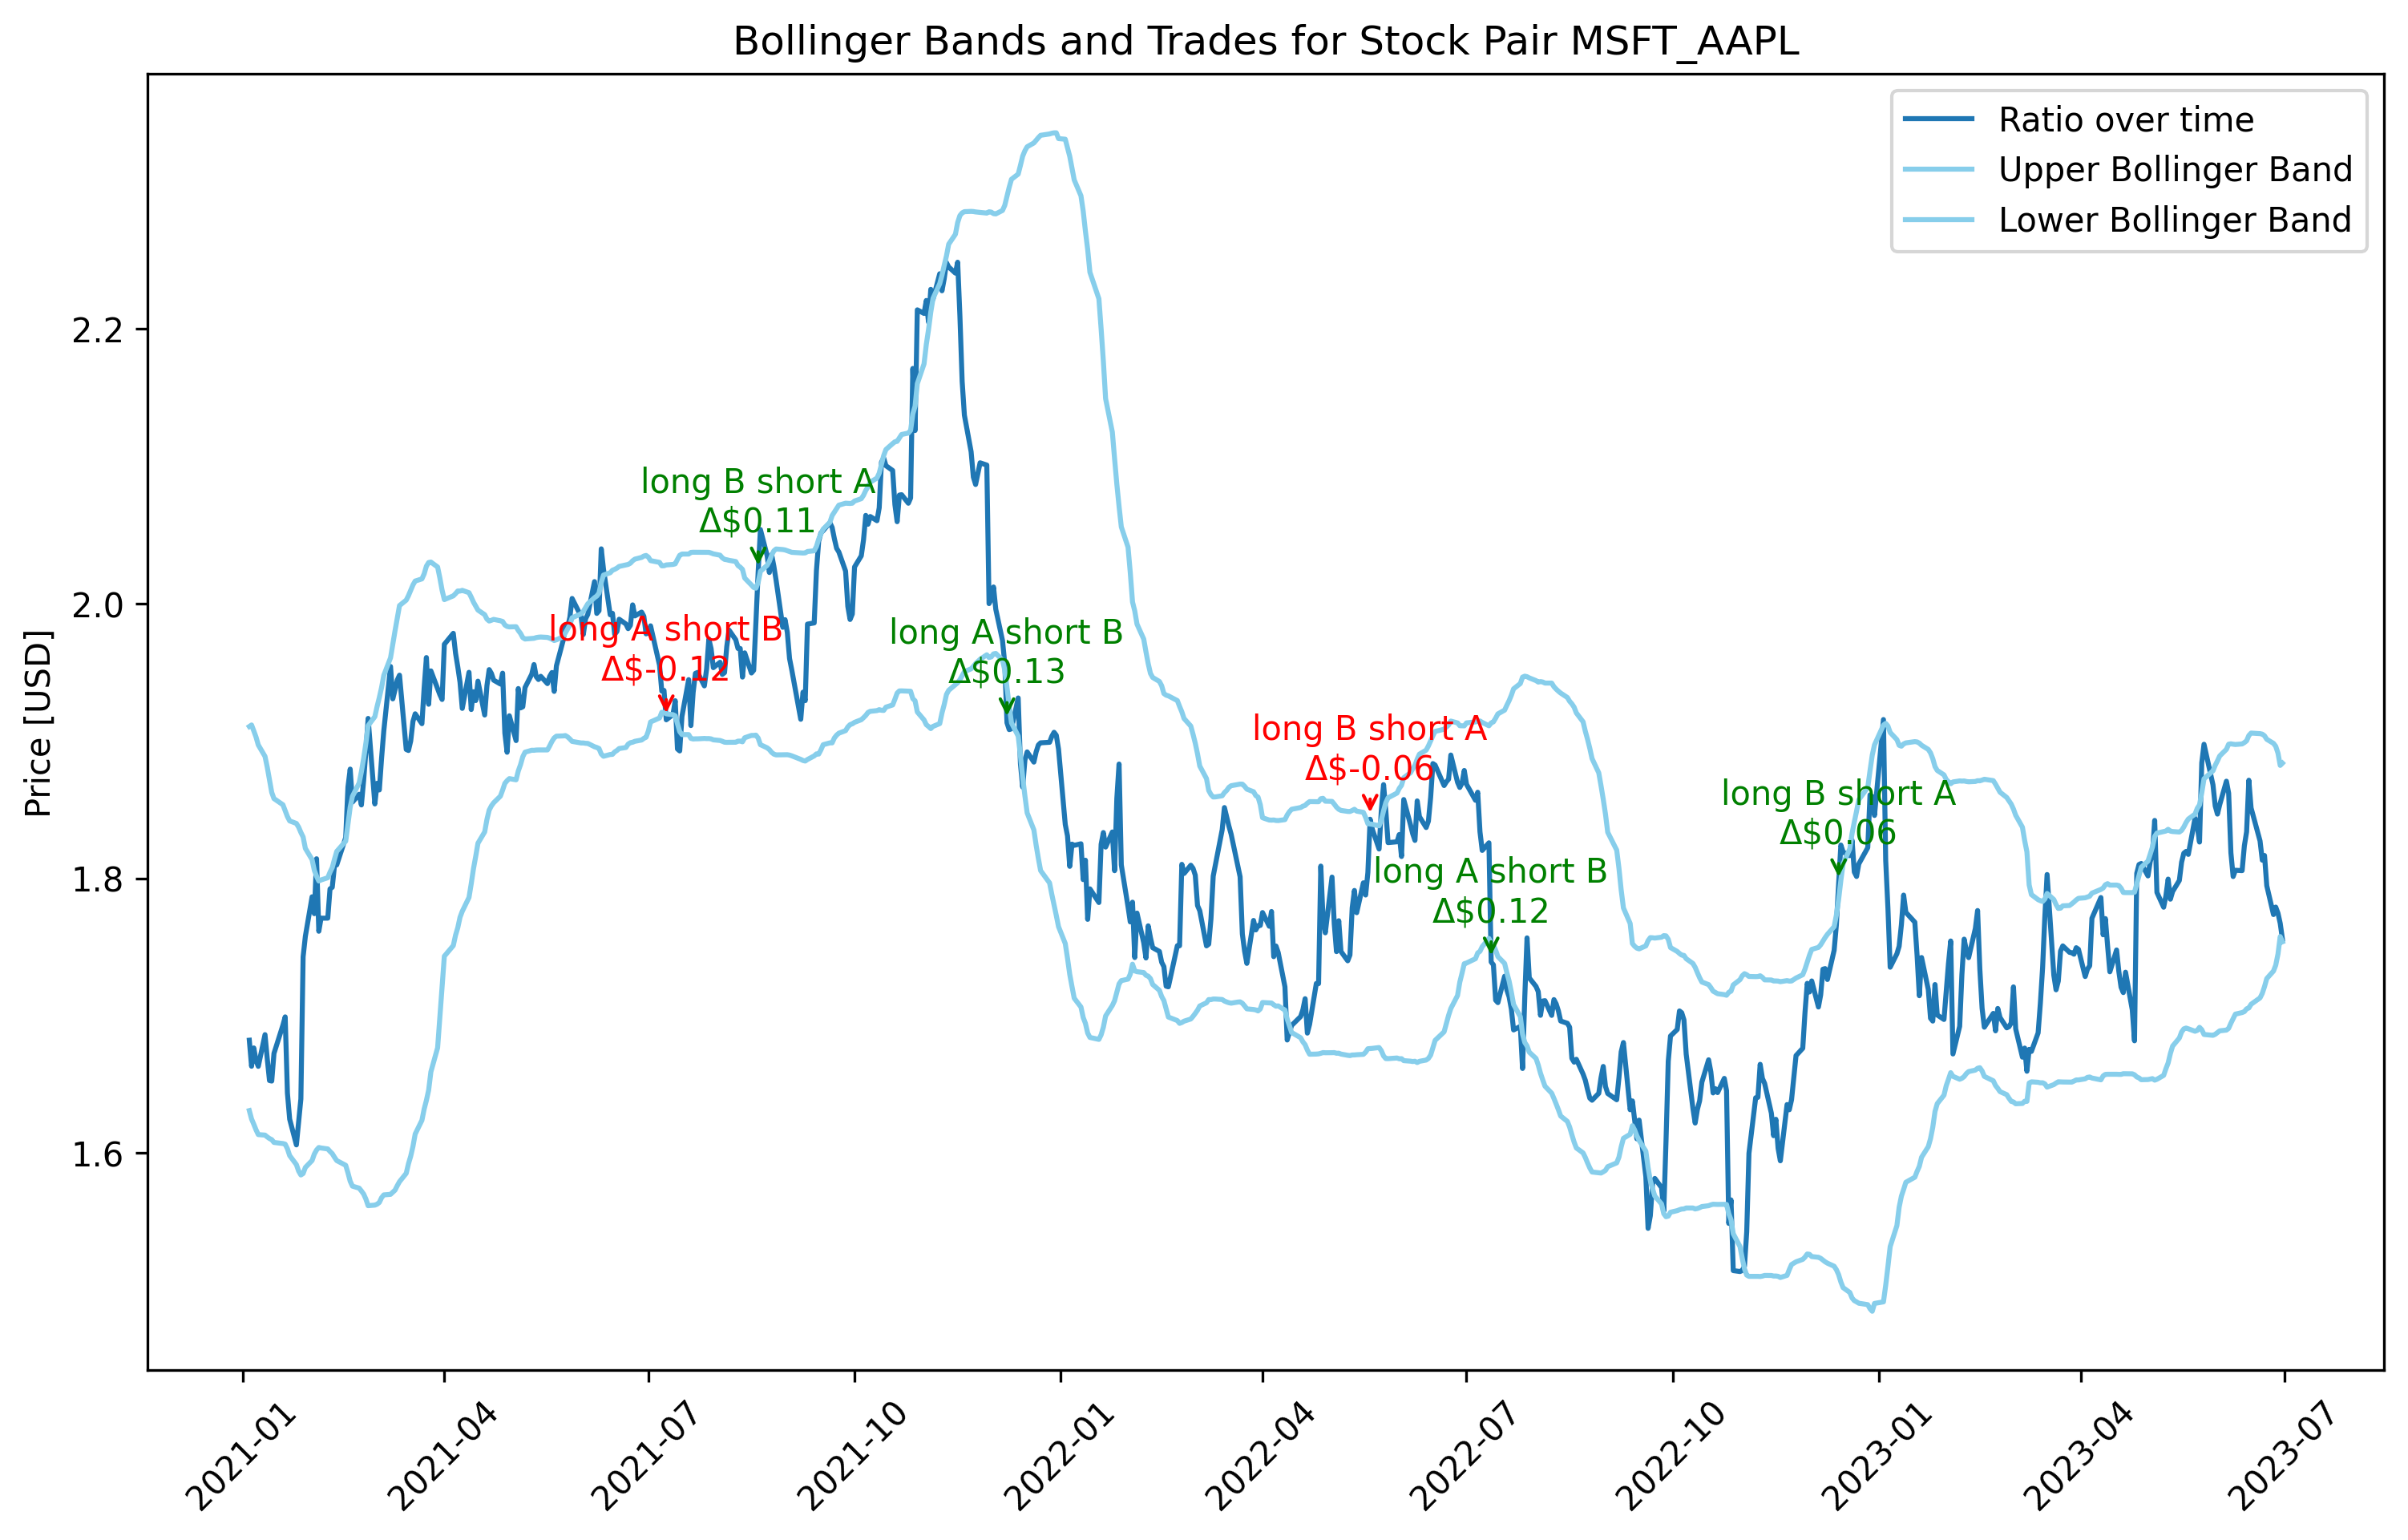 Bollinger Bands and Trades for Stock Pair MSFT_AAPL
Ratio over time
Upper Bollinger Band
Lower Bollinger Band
Price [USD]
2.2
2.0
1.8
1.6
long B short A
Δ$0.11
long A short B
Δ$-0.12
long A short B
Δ$0.13
long B short A
Δ$-0.06
long A short B
Δ$0.12
long B short A
Δ$0.06
2021-01
2021-04
2021-07
2021-10
2022-01
2022-04
2022-07
2022-10
2023-01
2023-04
2023-07